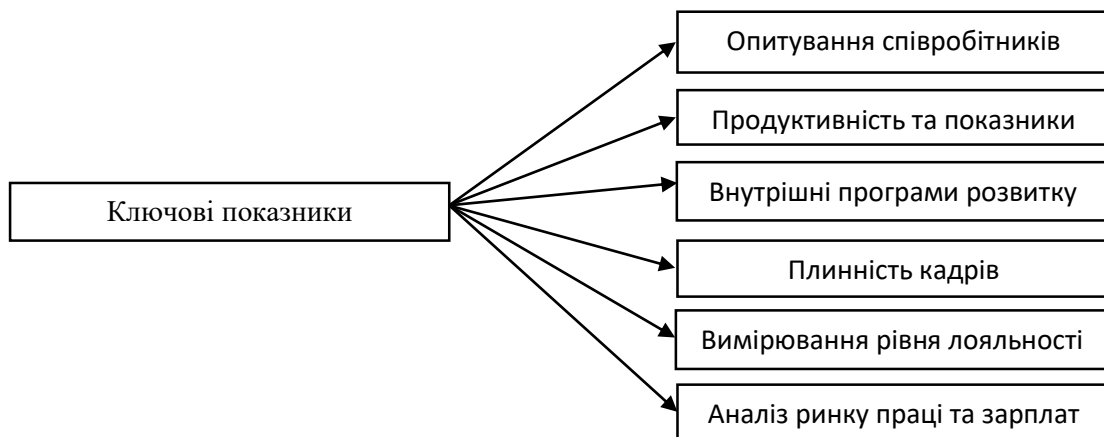 Опитування співробітників
Продуктивність та показники
Внутрішні програми розвитку
Ключові показники
Плинність кадрів
Вимірювання рівня лояльності
Аналіз ринку праці та зарплат